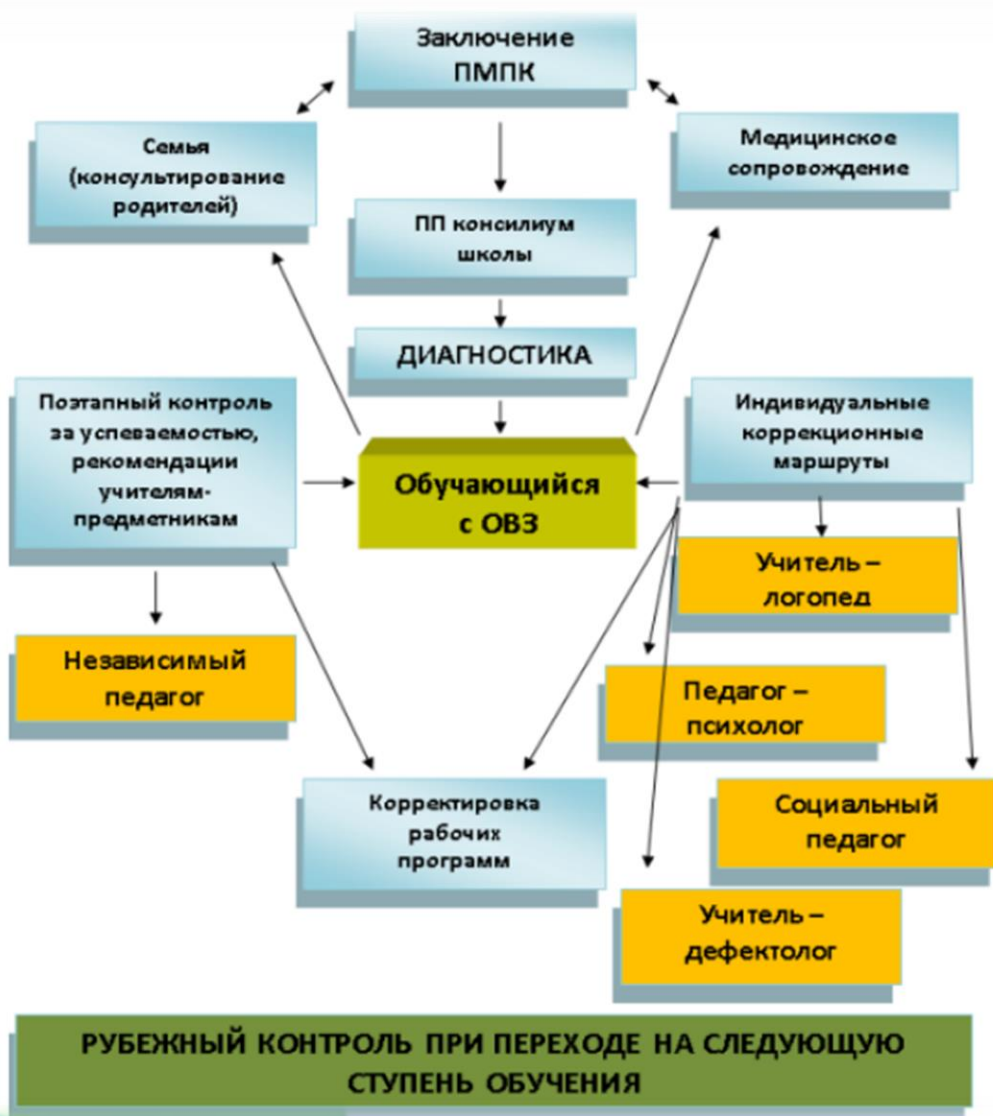 Заключение
ПМПК
Семья
(консультирование
родителей)
Медицинское
сопровождение
ПП консилиум
школы
ДИАГНОСТИКА
Поэтапный контроль
за успеваемостью,
рекомендации
учителям-
предметникам
Обучающийся
с ОВЗ
Индивидуальные
коррекционные
маршруты
Учитель –
логопед
Независимый
педагог
Педагог –
психолог
Корректировка
рабочих
программ
Социальный
педагог
Учитель –
дефектолог
РУБЕЖНЫЙ КОНТРОЛЬ ПРИ ПЕРЕХОДЕ НА СЛЕДУЮЩУЮ
СТУПЕНЬ ОБУЧЕНИЯ